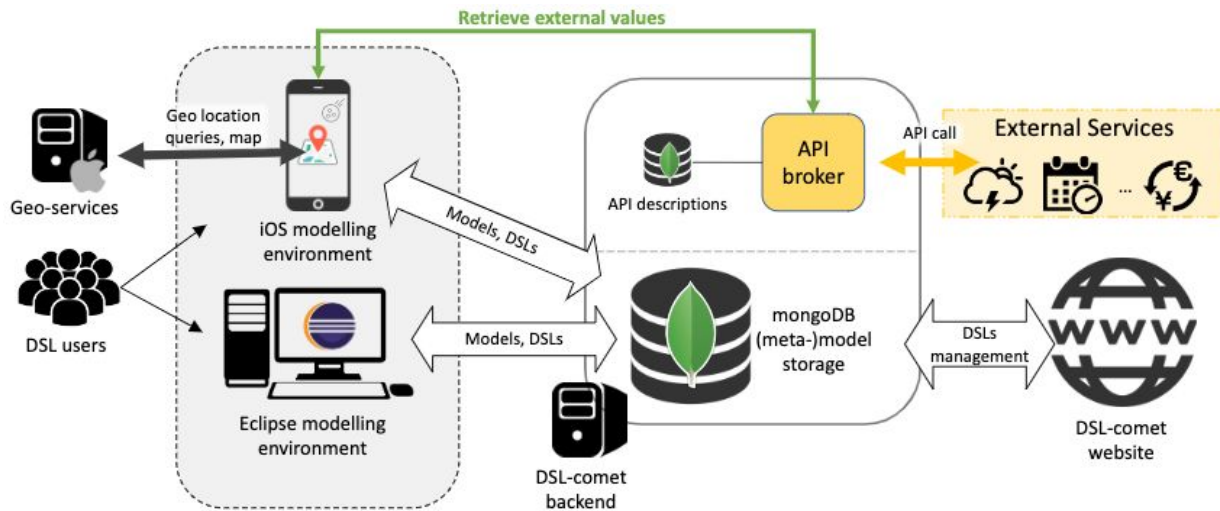 Retrieve external values
Geo location
queries, map
Geo-services
iOS modelling
environment
DSL users
Models, DSLs
Eclipse modelling
environment
Models, DSLs
API
broker
API descriptions
API call
External Services
...
¥
€
mongoDB
(meta-)model
storage
DSL-comet
backend
DSLs
management
WWW
DSL-comet
website